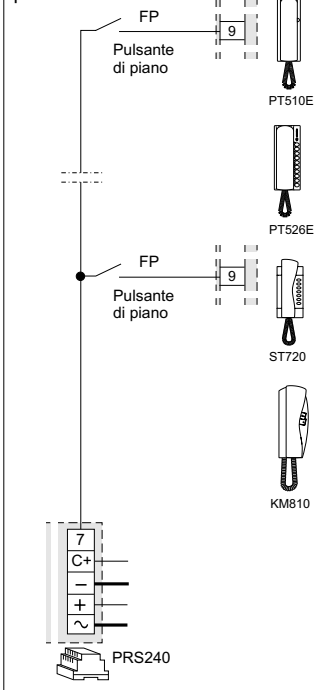 FP
9
Pulsante
di piano
PT510E
PT526E
FP
9
Pulsante
di piano
ST720
KM810
7
C+
−
+
~
PRS240